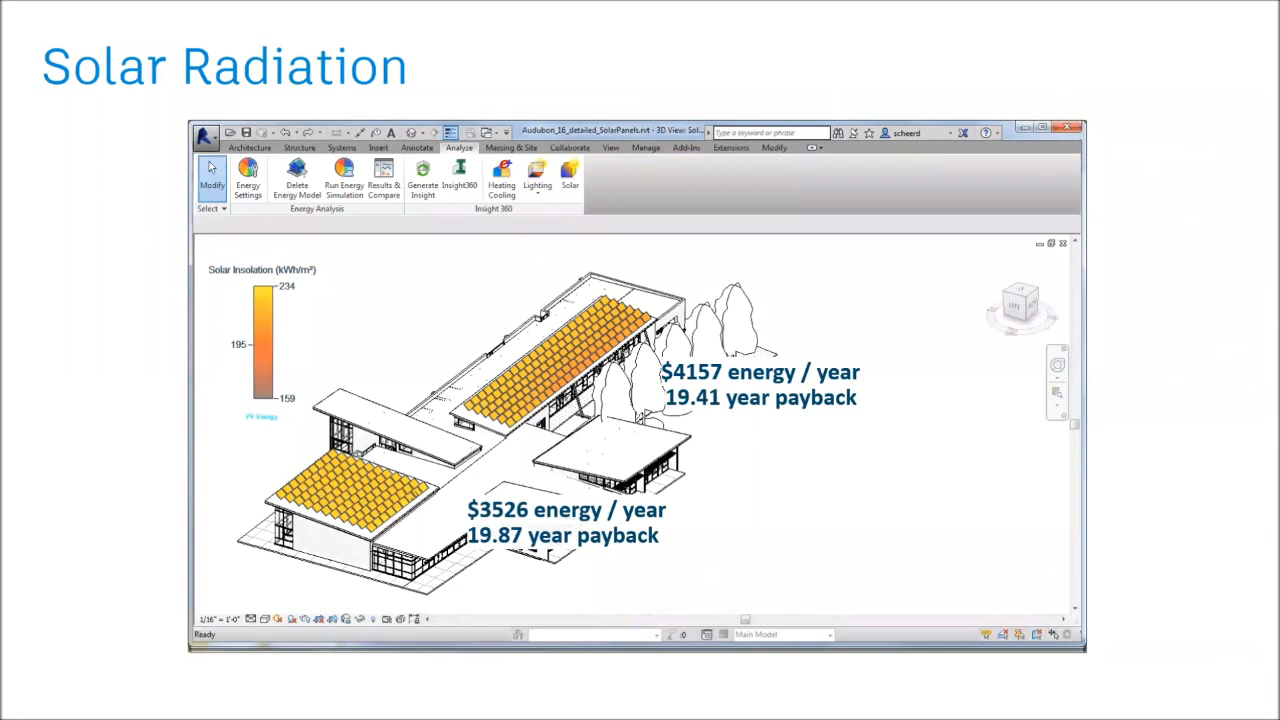 Solar Radiation
Audubon_16_detailed_SolarPanels.rvt - 3D View: Sol...
Type a keyword or phrase
scheerd
Architecture Structure Systems Insert Annotate Analyze Massing & Site Collaborate View Manage Add-Ins Extensions Modify
Modify
Energy Settings
Delete Energy Model
Run Energy Simulation
Results & Compare
Generate Insight
Insight360
Heating Cooling
Lighting
Solar
Select
Energy Analysis
Insight 360
Solar Insolation (kWh/m²)
234
195
159
PV Energy
LEFT
$4157 energy / year
19.41 year payback
$3526 energy / year
19.87 year payback
1/16" = 1'-0"
Ready
:0
Main Model